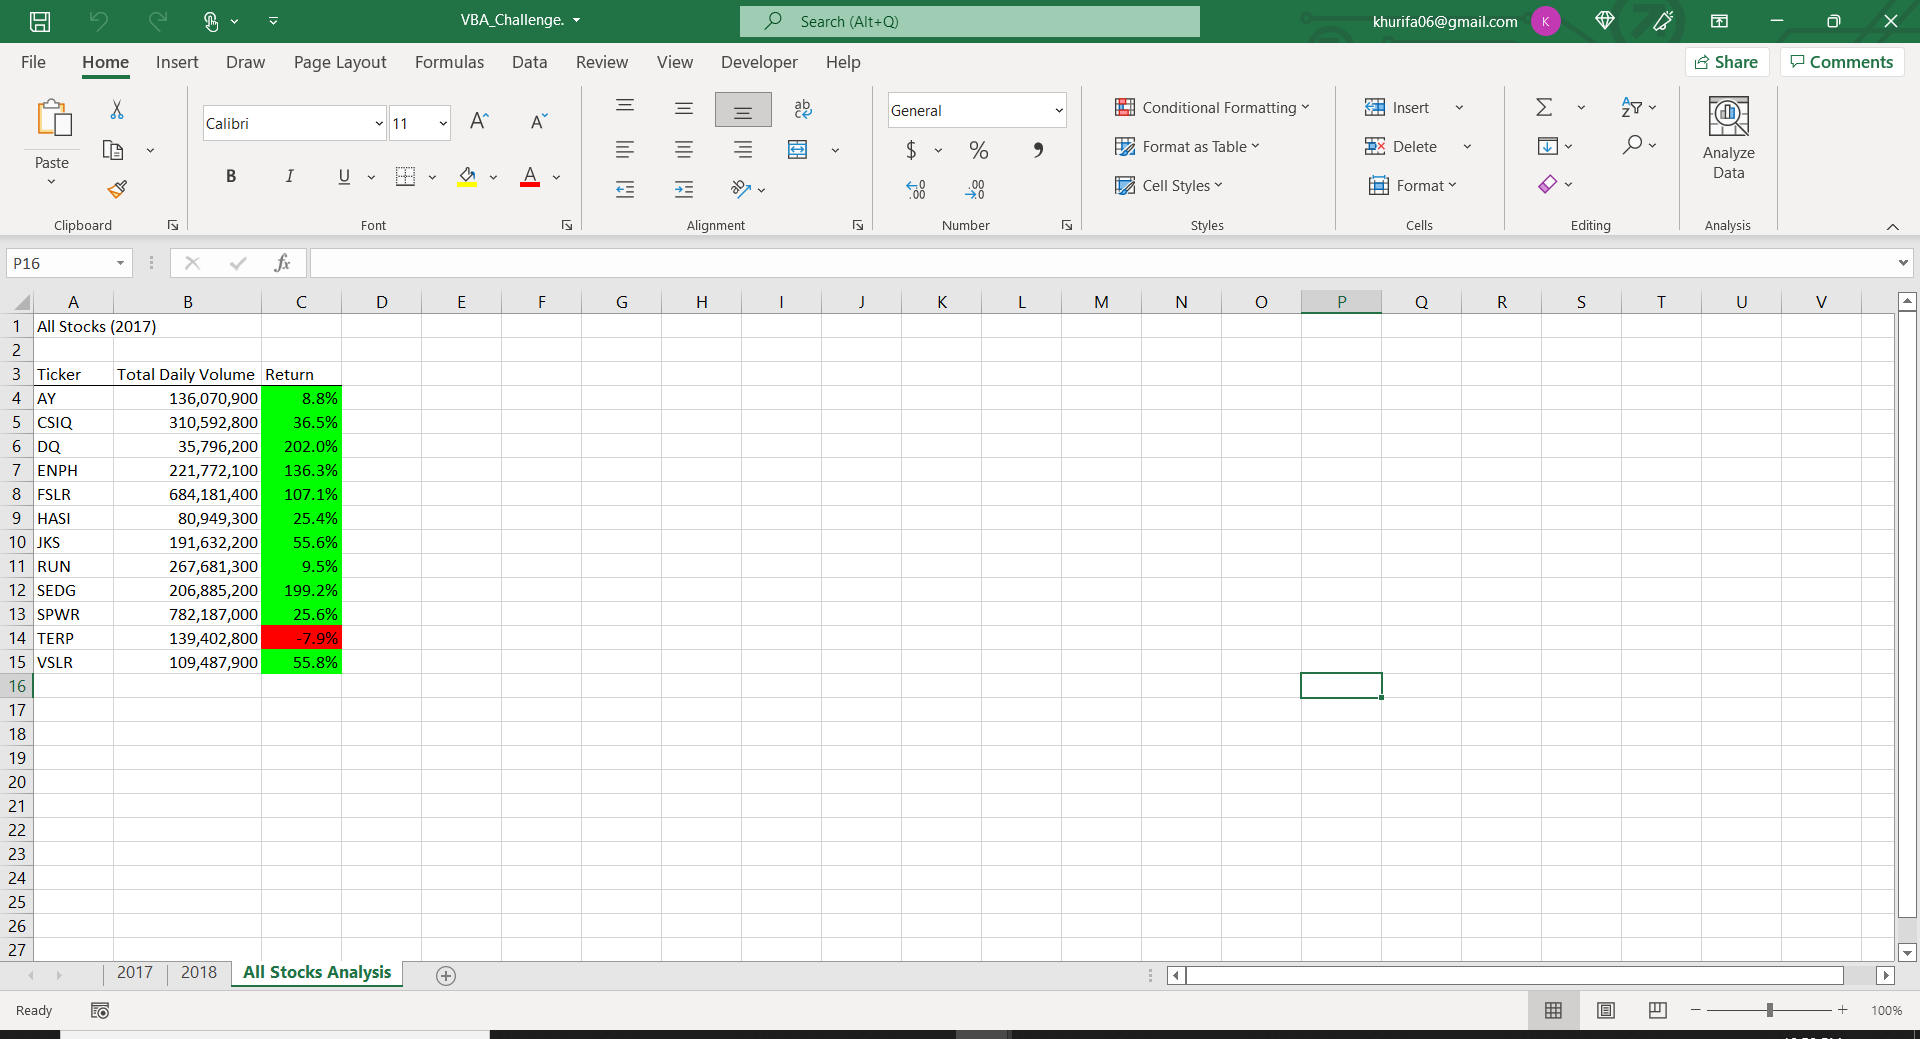 VBA_Challenge.
Search (Alt+Q)
khurifa06@gmail.com
K
File Home Insert Draw Page Layout Formulas Data Review View Developer Help
Share Comments
Paste
Clipboard
Calibri 11
B I U A
Font
ab
Alignment
General
$ % 9
Number
Conditional Formatting
Format as Table
Cell Styles
Styles
Insert
Delete
Format
Cells
Editing
Analyze
Data
Analysis
P16 fx
A B C D E F G H I J K L M N O P Q R S T U V
1 All Stocks (2017)
2
3 Ticker Total Daily Volume Return
4 AY 136,070,900 8.8%
5 CSIQ 310,592,800 36.5%
6 DQ 35,796,200 202.0%
7 ENPH 221,772,100 136.3%
8 FSLR 684,181,400 107.1%
9 HASI 80,949,300 25.4%
10 JKS 191,632,200 55.6%
11 RUN 267,681,300 9.5%
12 SEDG 206,885,200 199.2%
13 SPWR 782,187,000 25.6%
14 TERP 139,402,800 -7.9%
15 VSLR 109,487,900 55.8%
16
17
18
19
20
21
22
23
24
25
26
27
2017 2018 All Stocks Analysis
Ready
100%